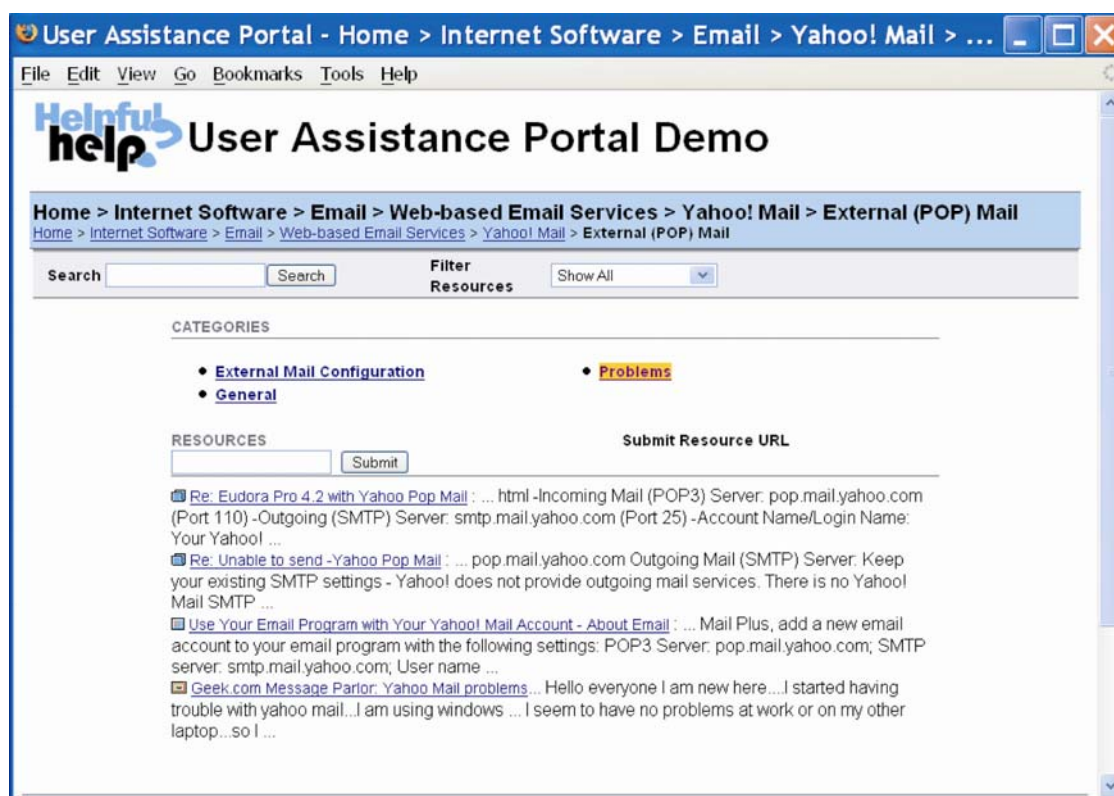 User Assistance Portal - Home > Internet Software > Email > Yahoo! Mail > ...
File Edit View Go Bookmarks Tools Help
Helpful help? User Assistance Portal Demo
Home > Internet Software > Email > Web-based Email Services > Yahoo! Mail > External (POP) Mail
Home > Internet Software > Email > Web-based Email Services > Yahoo! Mail > External (POP) Mail
Search Search Filter Resources Show All
CATEGORIES
External Mail Configuration
General
Problems
RESOURCES Submit Resource URL
Submit
Re: Eudora Pro 4.2 with Yahoo Pop Mail : ... html -Incoming Mail (POP3) Server: pop.mail.yahoo.com
(Port 110) -Outgoing (SMTP) Server: smtp.mail.yahoo.com (Port 25) -Account Name/Login Name:
Your Yahoo! ...
Re: Unable to send -Yahoo Pop Mail : ... pop.mail.yahoo.com Outgoing Mail (SMTP) Server: Keep
your existing SMTP settings - Yahoo! does not provide outgoing mail services. There is no Yahoo!
Mail SMTP ...
Use Your Email Program with Your Yahoo! Mail Account - About Email : ... Mail Plus, add a new email
account to your email program with the following settings: POP3 Server: pop.mail.yahoo.com; SMTP
server: smtp.mail.yahoo.com; User name ...
Geek.com Message Parlor: Yahoo Mail problems... Hello everyone I am new here....I started having
trouble with yahoo mail...I am using windows ... I seem to have no problems at work or on my other
laptop...so I ...